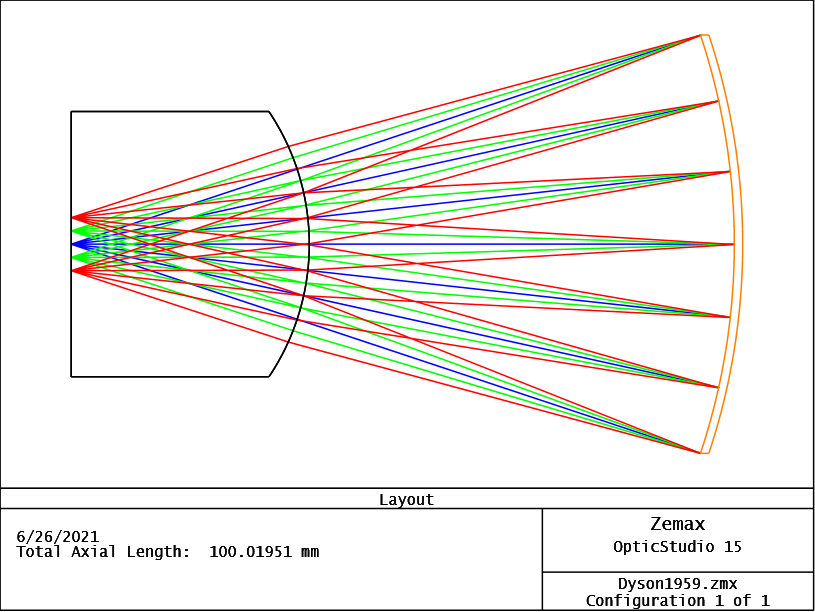 Layout
6/26/2021
Total Axial Length:  100.01951 mm
Zemax
OpticStudio 15
Dyson1959.zmx
Configuration 1 of 1